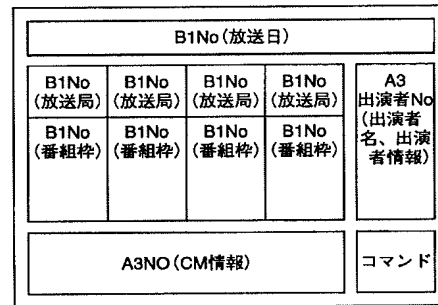 B1No(放送日)
B1No
(放送局)
B1No
(放送局)
B1No
(放送局)
B1No
(放送局)
B1No
(番組枠)
B1No
(番組枠)
B1No
(番組枠)
B1No
(番組枠)
A3
出演者No
(出演者
名、出演
者情報)
A3NO(CM情報)
コマンド